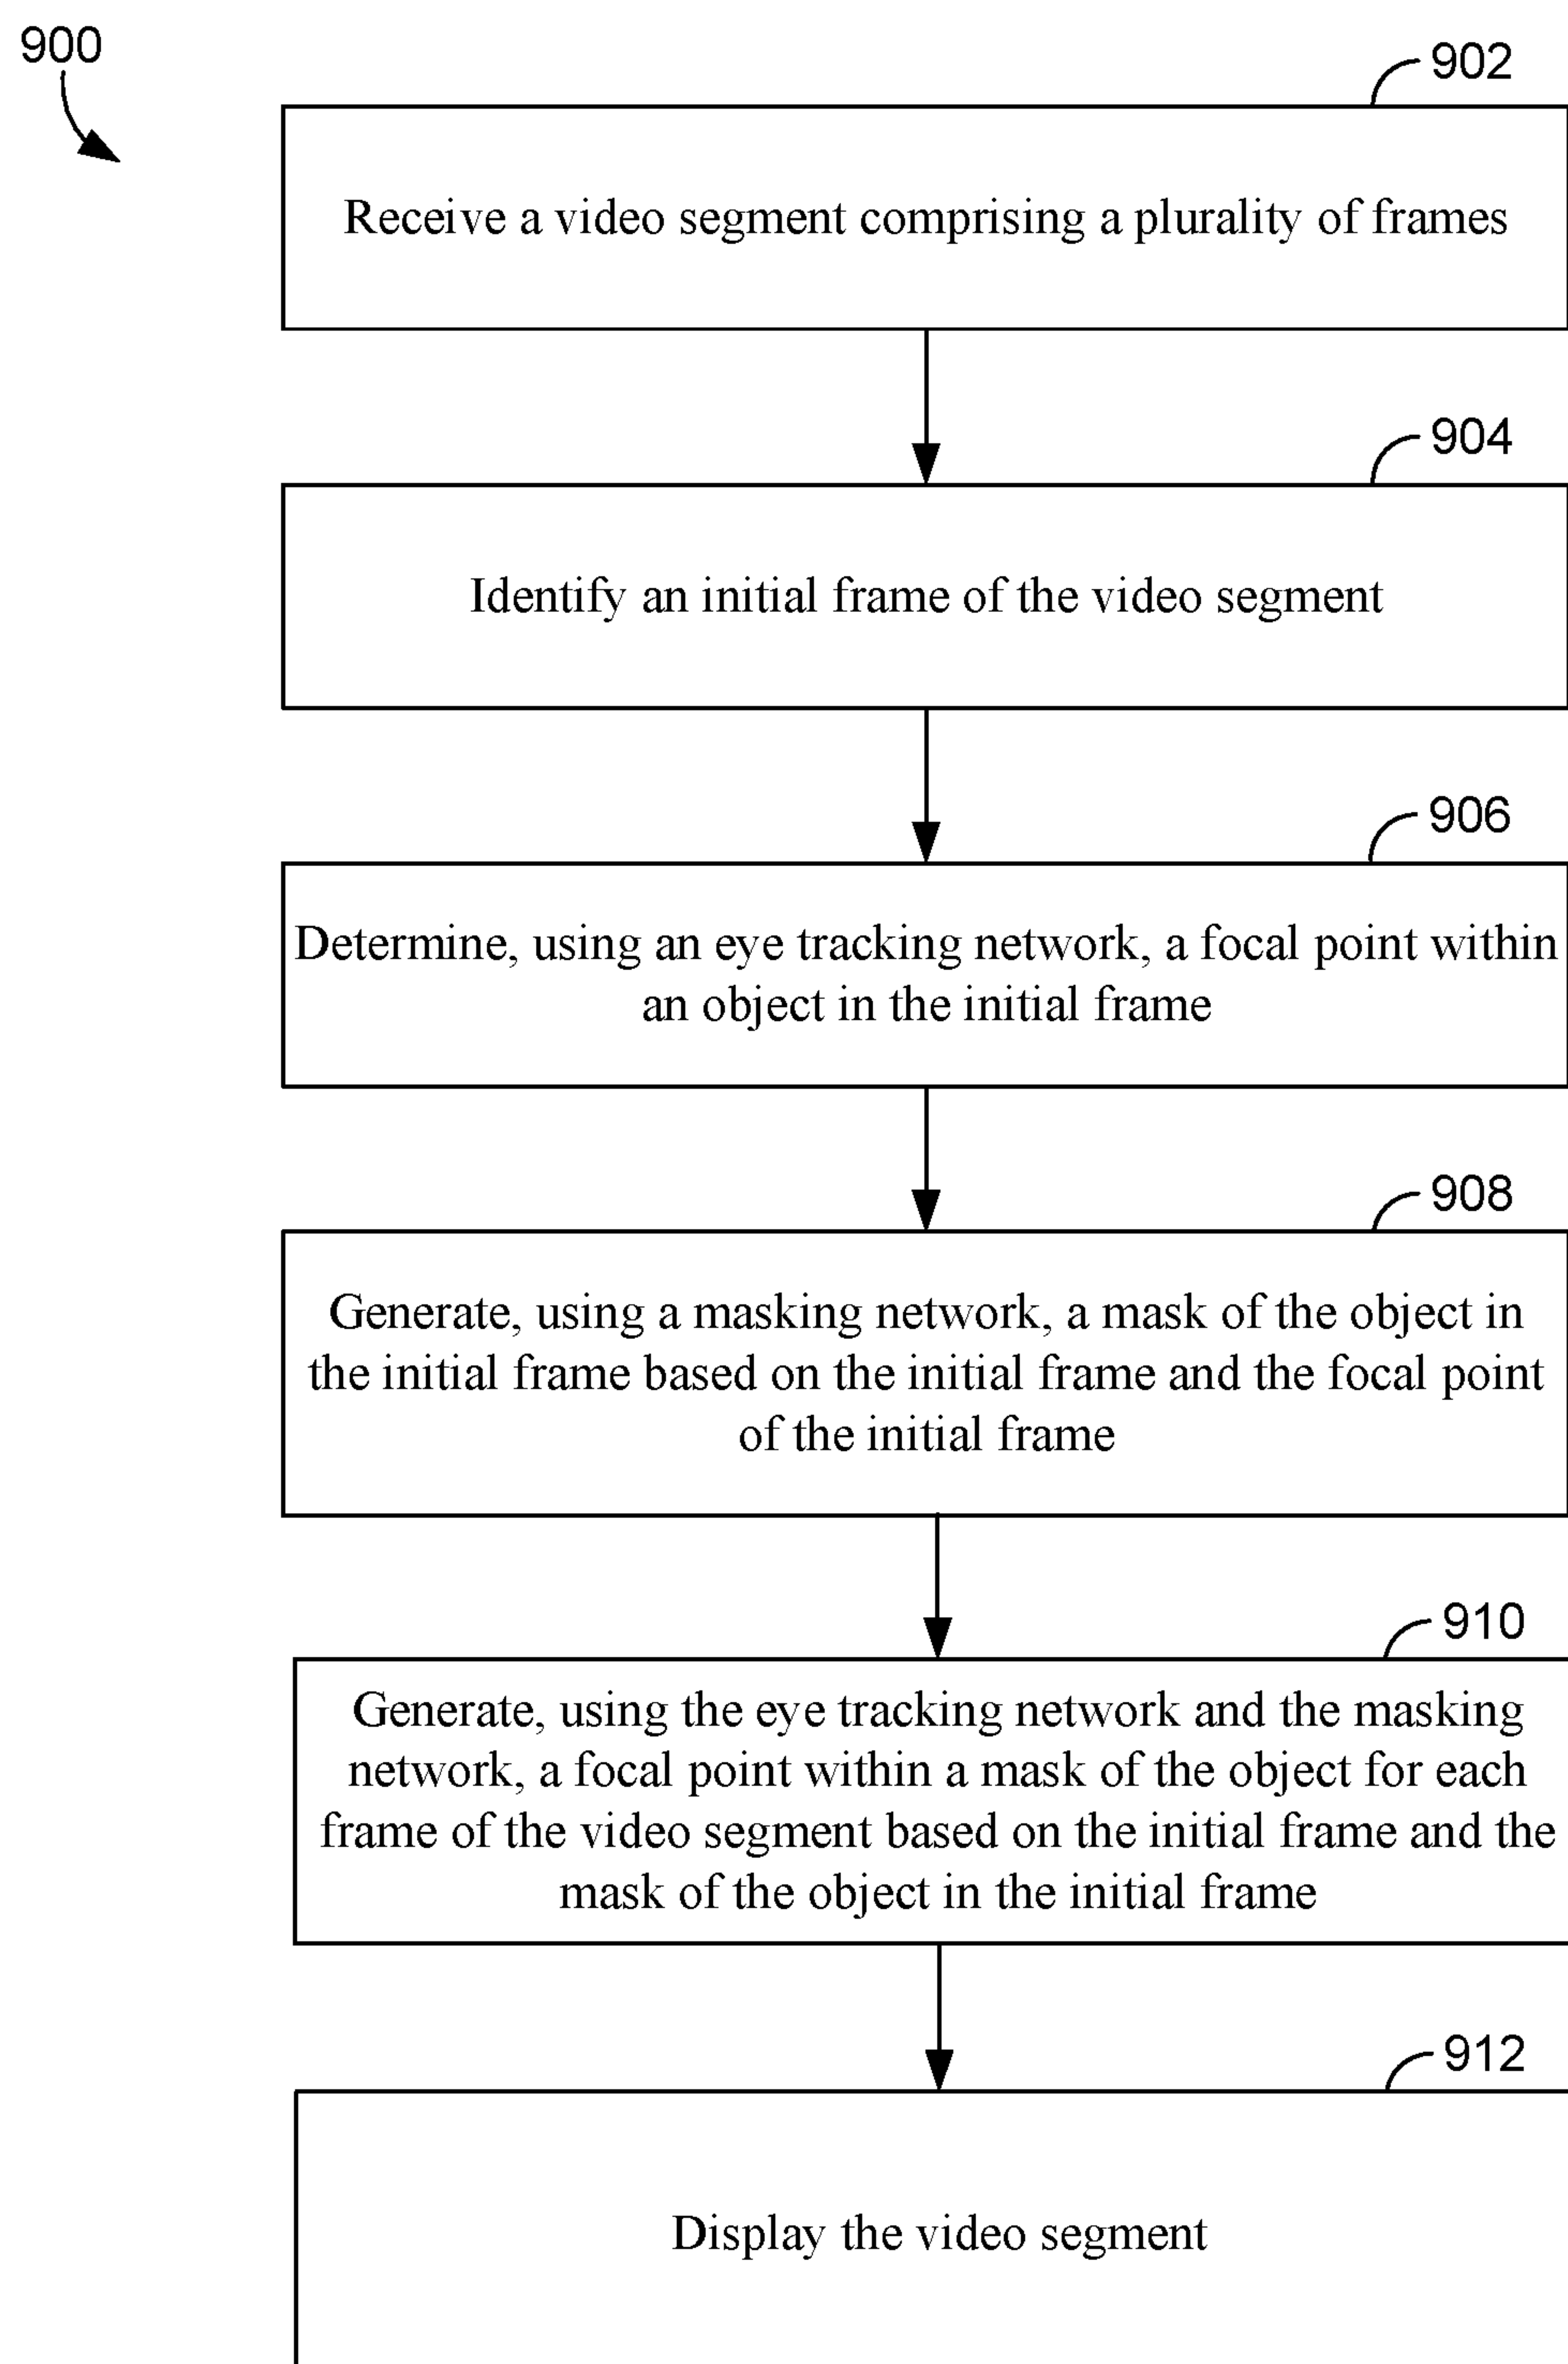 900
902
Receive a video segment comprising a plurality of frames
904
Identify an initial frame of the video segment
906
Determine, using an eye tracking network, a focal point within
an object in the initial frame
908
Generate, using a masking network, a mask of the object in
the initial frame based on the initial frame and the focal point
of the initial frame
910
Generate, using the eye tracking network and the masking
network, a focal point within a mask of the object for each
frame of the video segment based on the initial frame and the
mask of the object in the initial frame
912
Display the video segment